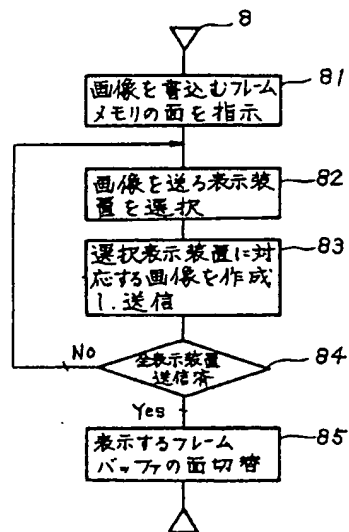 8
81
画像を書込むフレーム
メモリの面を指示
82
画像を送る表示装
置を選択
83
選択表示装置に対
応する画像を作成
し、送信
84
全表示装置
送信済
No
Yes
85
表示するフレーム
バッファの面切替